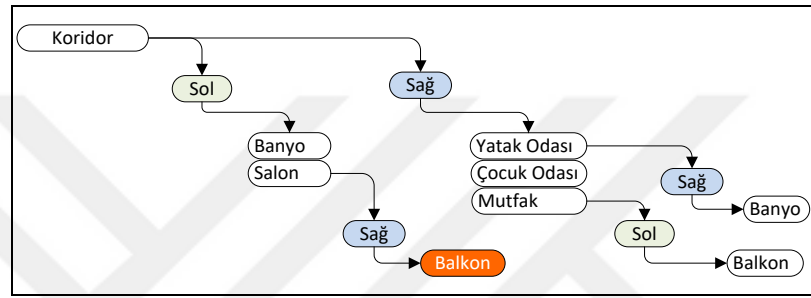 Koridor
Sol
Sağ
Banyo
Salon
Yatak Odası
Çocuk Odası
Mutfak
Sağ
Banyo
Sağ
Sol
Balkon
Balkon